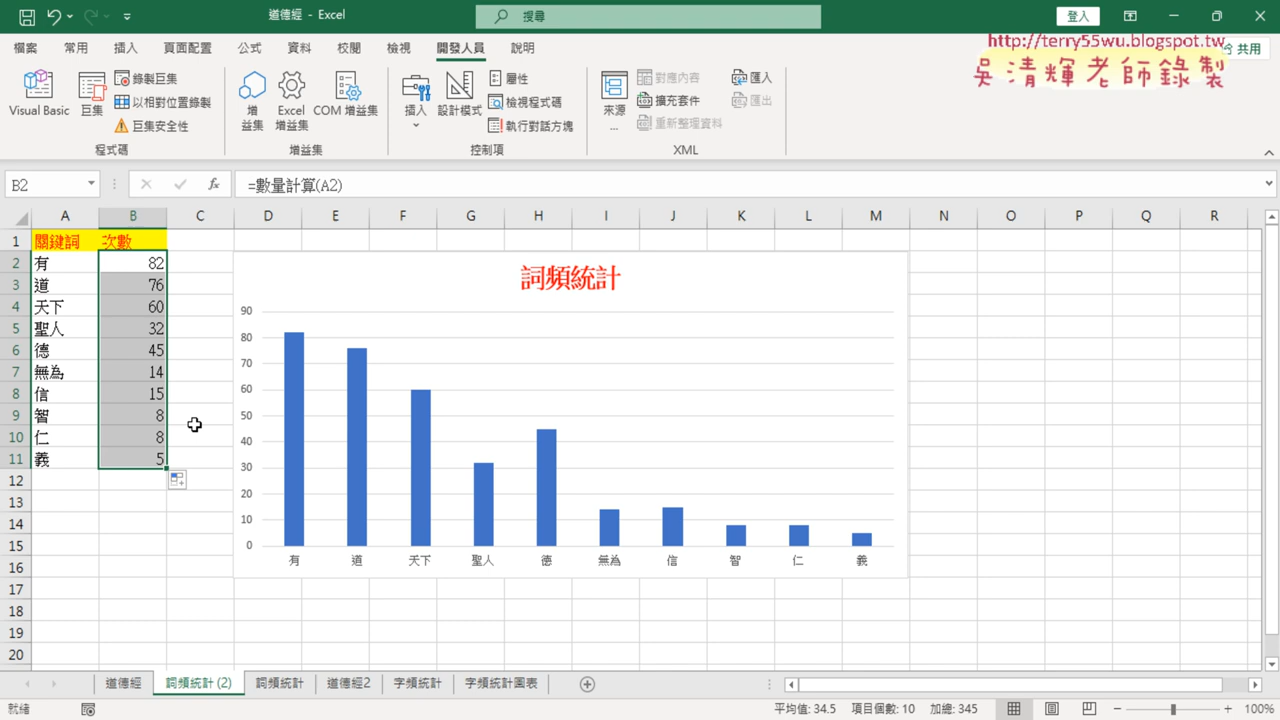 道德經 - Excel
搜尋
登入
檔案 常用 插入 頁面配置 公式 資料 校閱 檢視 開發人員 說明
共用
http://terry55wu.blogspot.tw
吳清輝老師錄製
Visual Basic
巨集
錄製巨集
以相對位置錄製
巨集安全性
程式碼
增益集
Excel 增益集
COM 增益集
增益集
插入
設計模式
屬性
檢視程式碼
執行對話方塊
控制項
來源
...
對應內容
擴充套件
重新整理資料
匯入
匯出
XML
B2
fx
=數量計算(A2)
A B C D E F G H I J K L M N O P Q R
1 關鍵詞 次數
2 有 82
3 道 76
4 天下 60
5 聖人 32
6 德 45
7 無為 14
8 信 15
9 智 8
10 仁 8
11 義 5
12
13
14
15
16
17
18
19
20
詞頻統計
90
80
70
60
50
40
30
20
10
0
有 道 天下 聖人 德 無為 信 智 仁 義
道德經 詞頻統計 (2) 詞頻統計 道德經2 字頻統計 字頻統計圖表
就緒
平均值: 34.5 項目個數: 10 加總: 345
100%